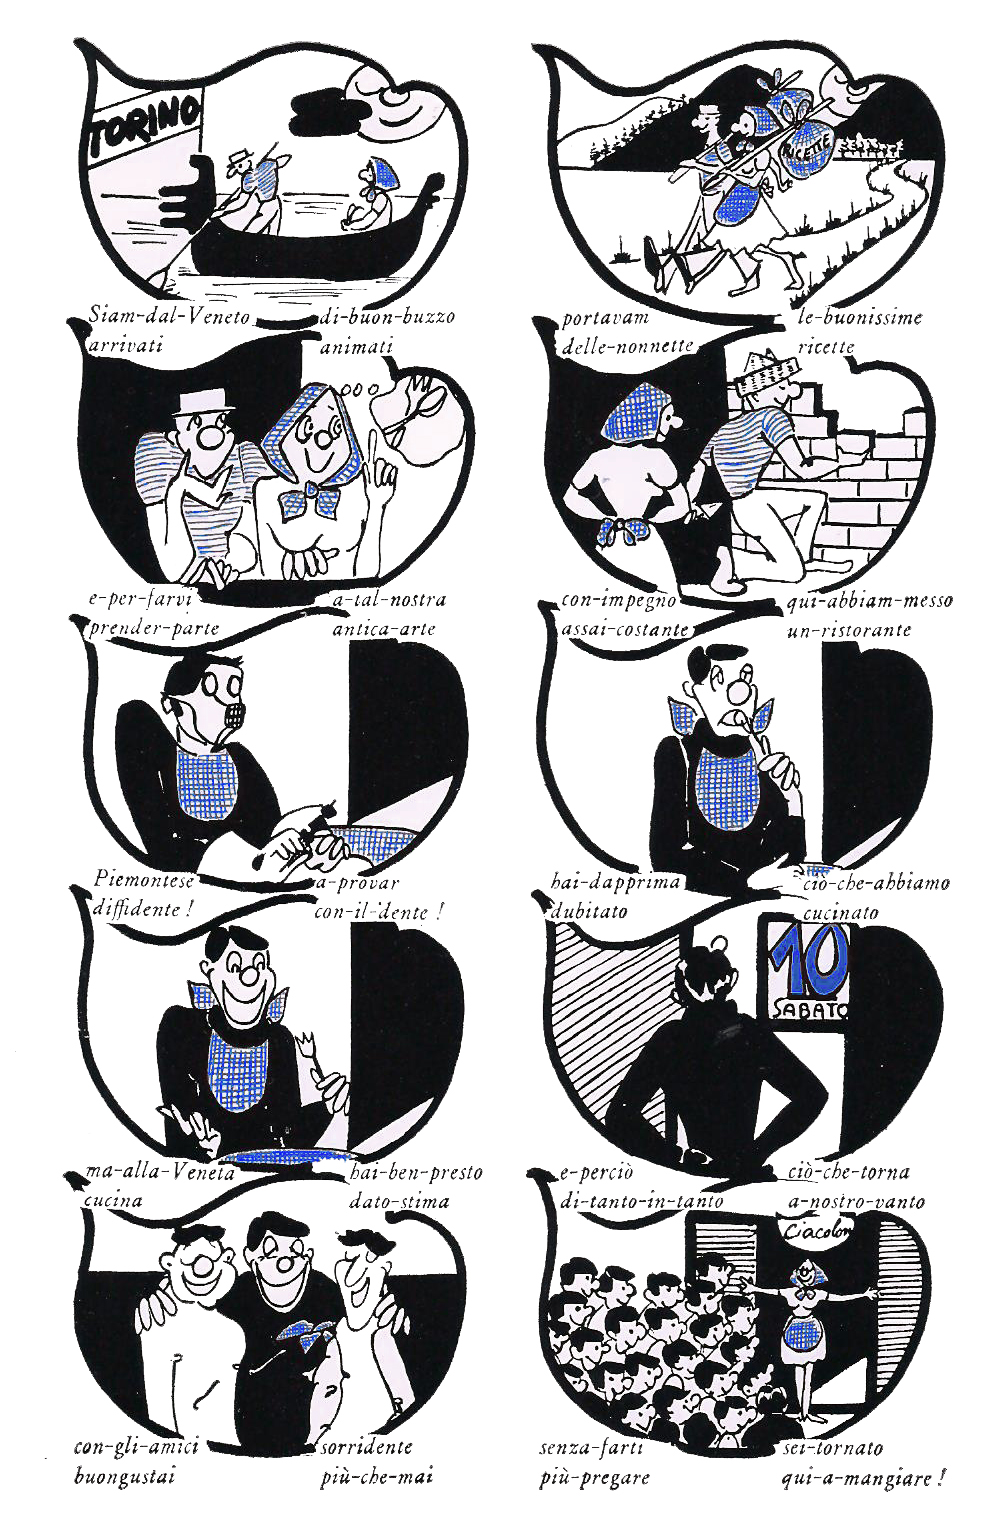 TORINO
Siam-dal-Veneto di-buon-buzzo
arrivati animati
RICETTE
portavam le-buonissime
delle-nonnette ricette
e-per-farvi a-tal-nostra
prender-parte antica-arte
con-impegno qui-abbiam-messo
assai-costante un-ristorante
Piemontese a-provar
diffidente ! con-il-dente !
hai-dapprima ciò-che-abbiamo
dubitato cucinato
ma-alla-Veneta hai-ben-presto
cucina dato-stima
10
SABATO
e-perciò ciò-che-torna
di-tanto-in-tanto a-nostro-vanto
con-gli-amici sorridente
buongustai più-che-mai
Ciacolon
senza-farti sei-tornato
più-pregare qui-a-mangiare !